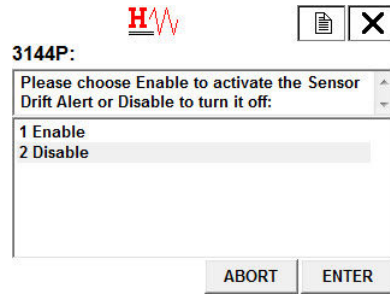 H
3144P:
Please choose Enable to activate the Sensor
Drift Alert or Disable to turn it off:
1 Enable
2 Disable
ABORT ENTER